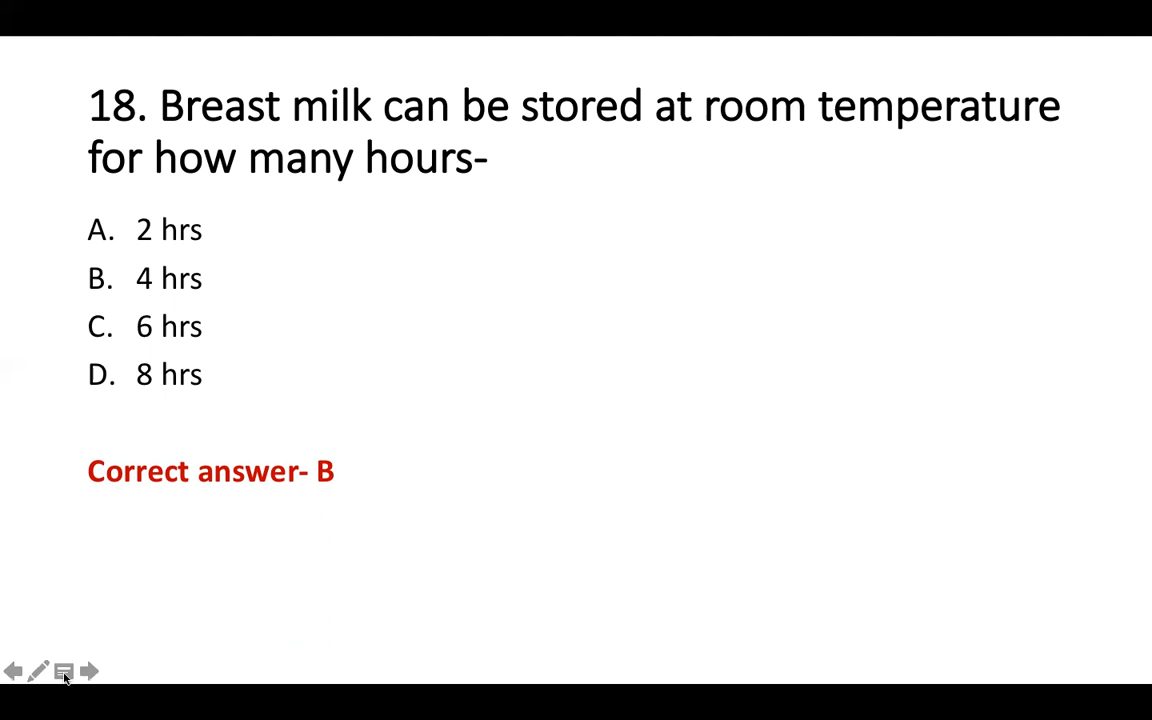 18. Breast milk can be stored at room temperature
for how many hours-
A. 2 hrs
B. 4 hrs
C. 6 hrs
D. 8 hrs
Correct answer- B